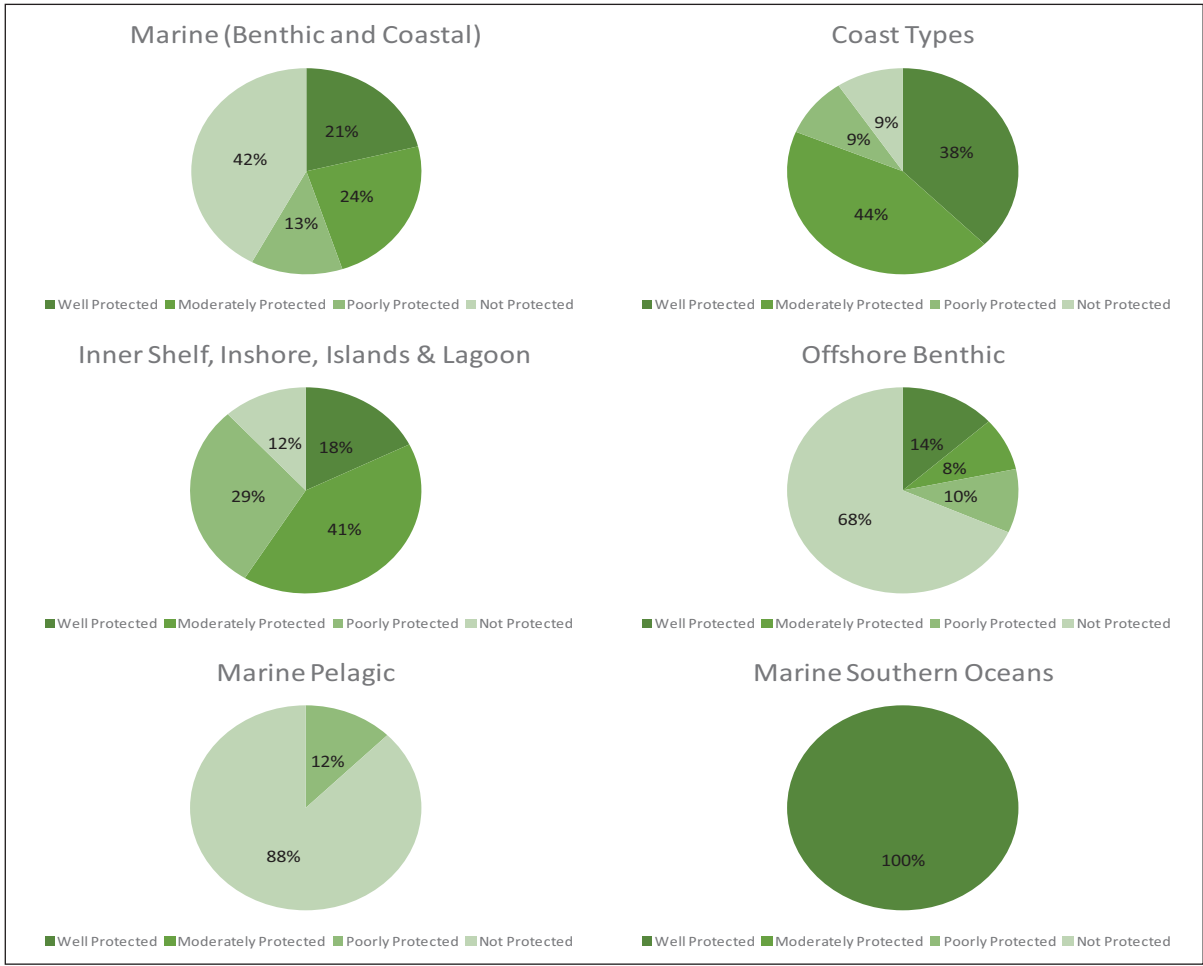 Marine (Benthic and Coastal)
21%
24%
13%
42%
Well Protected Moderately Protected Poorly Protected Not Protected
Coast Types
38%
44%
9%
9%
Well Protected Moderately Protected Poorly Protected Not Protected
Inner Shelf, Inshore, Islands & Lagoon
18%
41%
29%
12%
Well Protected Moderately Protected Poorly Protected Not Protected
Offshore Benthic
14%
8%
10%
68%
Well Protected Moderately Protected Poorly Protected Not Protected
Marine Pelagic
12%
88%
Well Protected Moderately Protected Poorly Protected Not Protected
Marine Southern Oceans
100%
Well Protected Moderately Protected Poorly Protected Not Protected